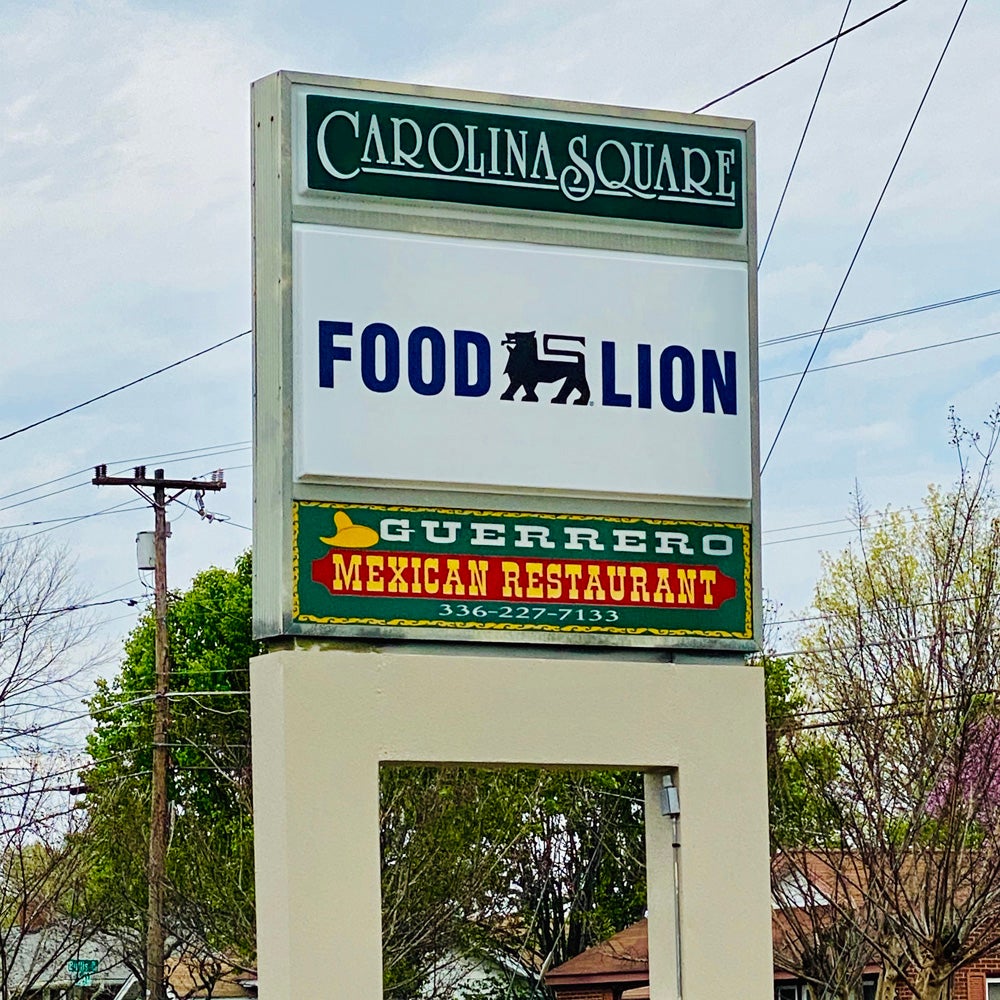 CAROLINA SQUARE
FOOD LION
GUERRERO
MEXICAN RESTAURANT
336-227-7133